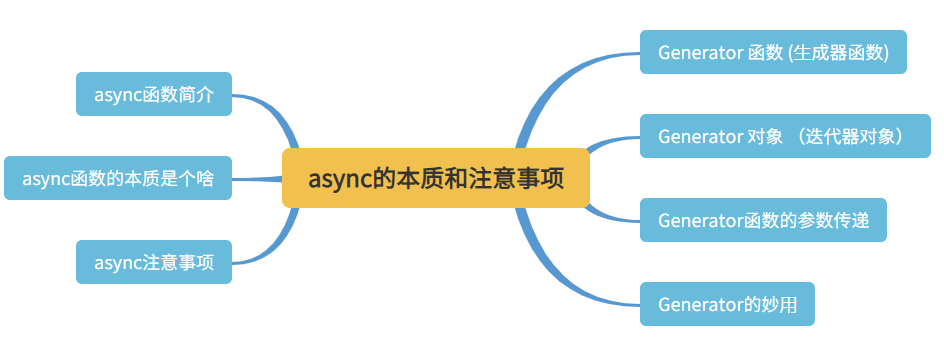 async的本质和注意事项
Generator 函数 (生成器函数)
Generator 对象 （迭代器对象）
Generator函数的参数传递
Generator的妙用
async函数简介
async函数的本质是个啥
async注意事项